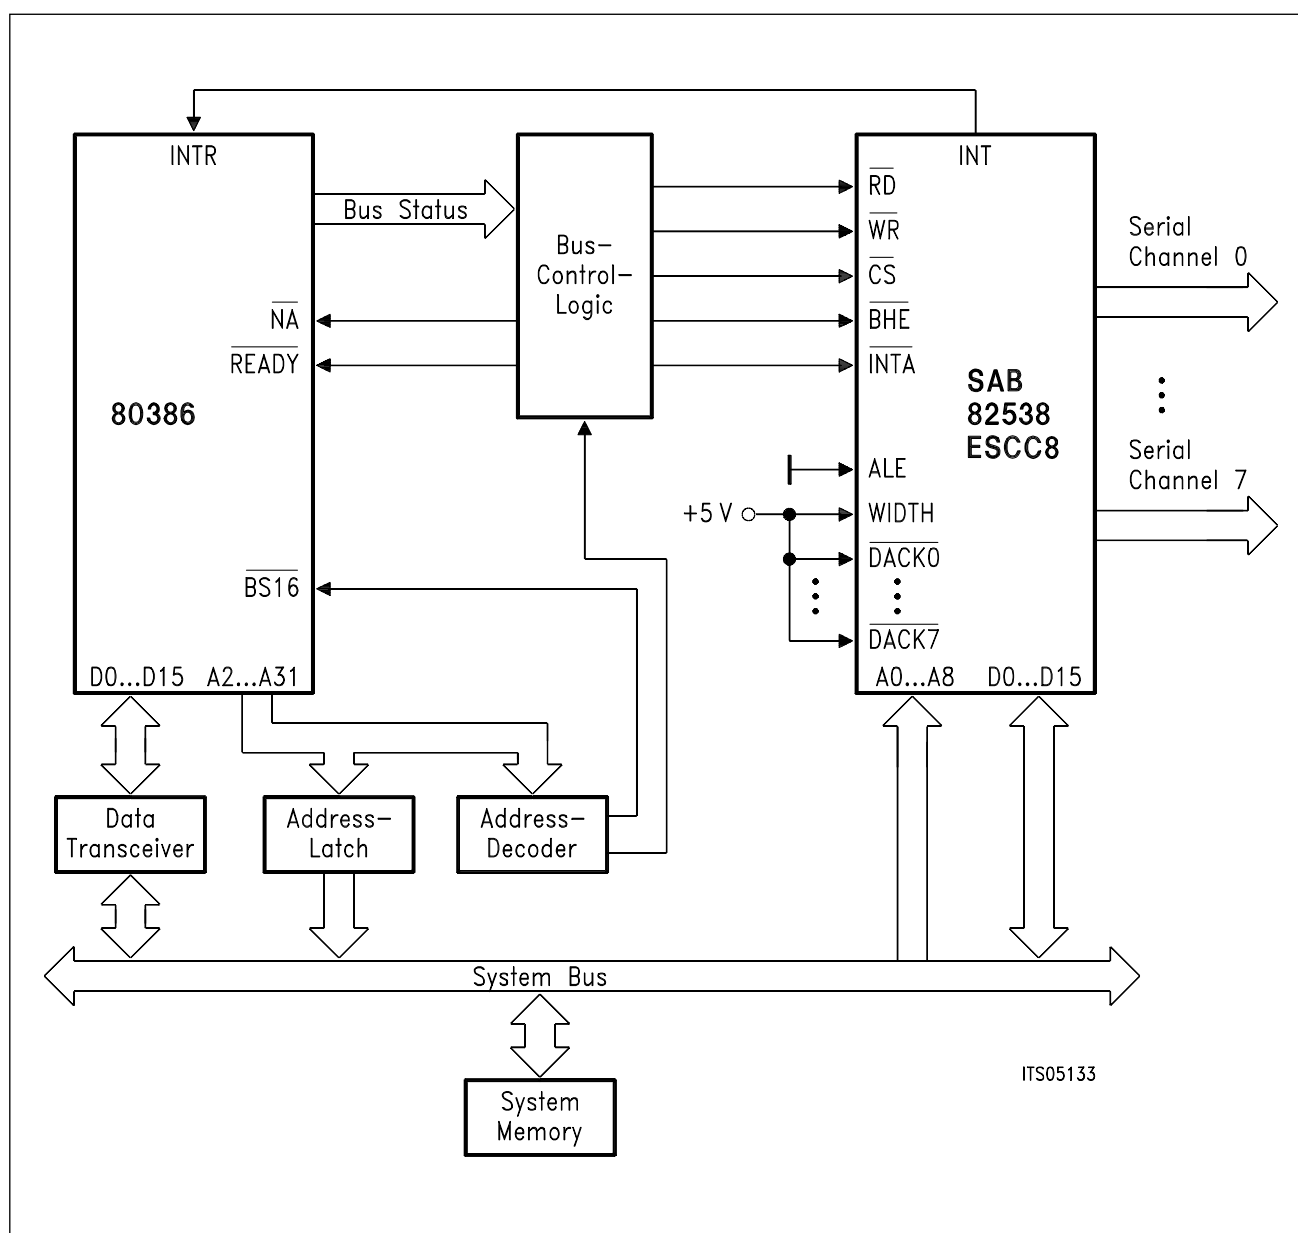 INTR
INT
Bus Status
Bus-
Control-
Logic
RD
WR
CS
BHE
INTA
NA
READY
80386
SAB
82538
ESCC8
Serial
Channel 0
Serial
Channel 7
ALE
+5 V
WIDTH
DACK0
DACK7
BS16
D0...D15
A2...A31
A0...A8
D0...D15
Data
Transceiver
Address-
Latch
Address-
Decoder
System Bus
System
Memory
ITS05133